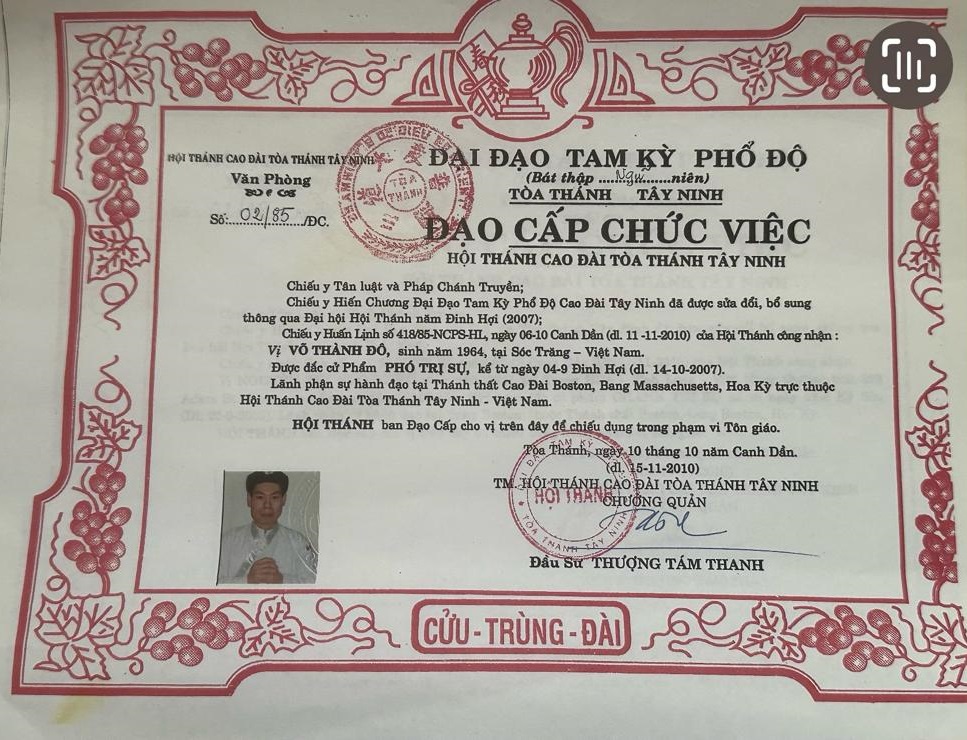 HỘI THÁNH CAO ĐÀI TÒA THÁNH TÂY NINH
Văn Phòng
Số:....02/85....../ĐC.
ĐẠI ĐẠO TAM KỲ PHỔ ĐỘ
(Bát thập .....Ngũ.....niên)
TÒA THÁNH TÂY NINH
ĐẠO CẤP CHỨC VIỆC
HỘI THÁNH CAO ĐÀI TÒA THÁNH TÂY NINH
TÒA
THÁNH
Chiếu y Tân luật và Pháp Chánh Truyền;
Chiếu y Hiến Chương Đại Đạo Tam Kỳ Phổ Độ Cao Đài Tây Ninh đã được sửa đổi, bổ sung
thông qua Đại hội Hội Thánh năm Đinh Hợi (2007);
Chiếu y Huấn Lịnh số 418/85-NCPS-HL, ngày 06-10 Canh Dần (dl. 11 -11-2010) của Hội Thánh công nhận :
Vị VÕ THÀNH ĐÔ, sinh năm 1964, tại Sóc Trăng – Việt Nam.
Được đắc cử Phẩm PHÓ TRỊ SỰ, kể từ ngày 04-9 Đinh Hợi (dl. 14-10-2007).
Lãnh phận sự hành đạo tại Thánh thất Cao Đài Boston, Bang Massachusetts, Hoa Kỳ trực thuộc
Hội Thánh Cao Đài Tòa Thánh Tây Ninh - Việt Nam.
HỘI THÁNH ban Đạo Cấp cho vị trên đây để chiếu dụng trong phạm vi Tôn giáo.
Tòa Thánh, ngày 10 tháng 10 năm Canh Dần.
(dl. 15-11-2010)
TM. HỘI THÁNH CAO ĐÀI TÒA THÁNH TÂY NINH
CHƯỞNG QUẢN
HỘI THÁNH
TÒA THÁNH TÂY NINH
Đầu Sư THƯỢNG TÁM THANH
CỬU - TRÙNG - ĐÀI